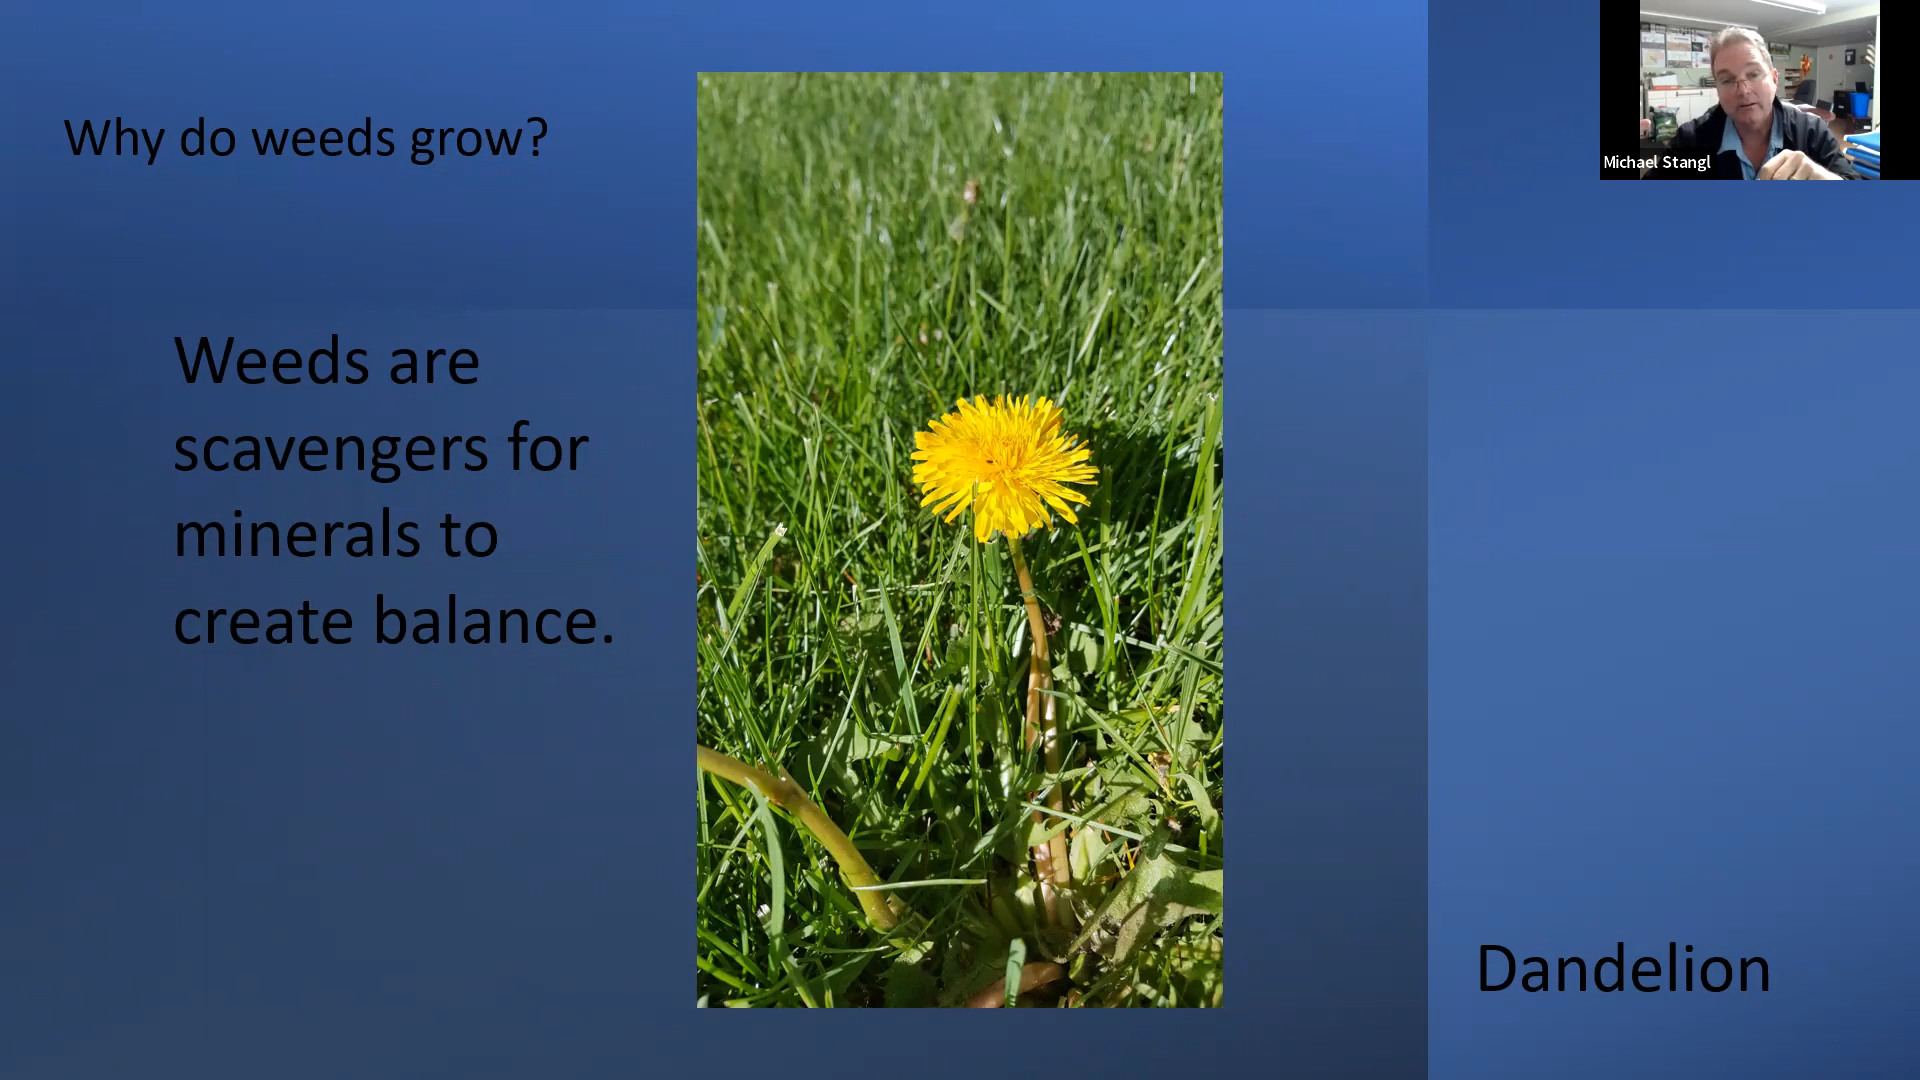 Why do weeds grow?
Michael Stangl
Weeds are
scavengers for
minerals to
create balance.
Dandelion